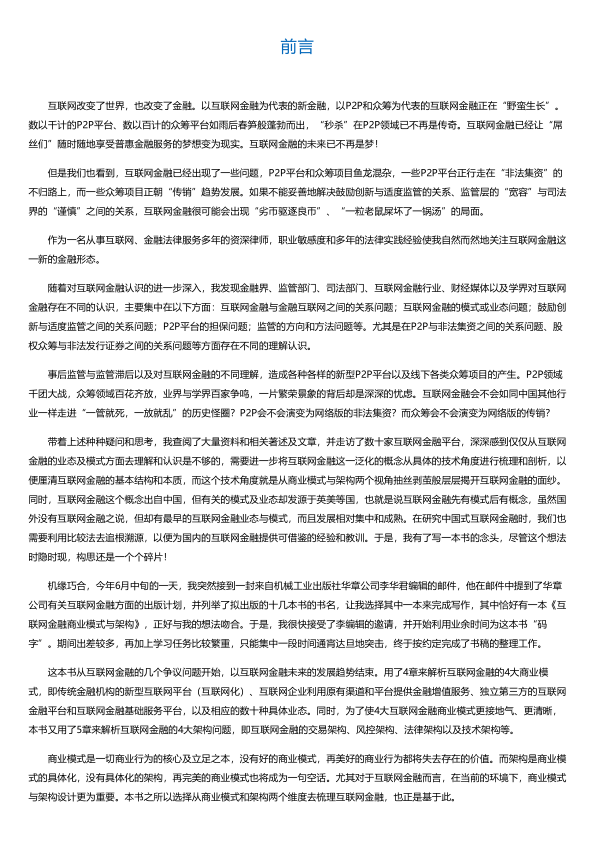 前言
互联网改变了世界，也改变了金融。以互联网金融为代表的新金融，以P2P和众筹为代表的互联网金融正在“野蛮生长”。
数以千计的P2P平台、数以百计的众筹平台如雨后春笋般蓬勃而出，“秒杀”在P2P领域已不再是传奇。互联网金融已经让“屌
丝们”随时随地享受普惠金融服务的梦想变为现实。互联网金融的未来已不再是梦！
但是我们也看到，互联网金融已经出现了一些问题，P2P平台和众筹项目鱼龙混杂，一些P2P平台正行走在“非法集资”的
不归路上，而一些众筹项目正朝“传销”趋势发展。如果不能妥善地解决鼓励创新与适度监管的关系、监管层的“宽容”与司法
界的“谨慎”之间的关系，互联网金融很可能会出现“劣币驱逐良币”、“一粒老鼠屎坏了一锅汤”的局面。
作为一名从事互联网、金融法律服务多年的资深律师，职业敏感度和多年的法律实践经验使我自然而然地关注互联网金融这
一新的金融形态。
随着对互联网金融认识的进一步深入，我发现金融界、监管部门、司法部门、互联网金融行业、财经媒体以及学界对互联网
金融存在不同的认识，主要集中在以下方面：互联网金融与金融互联网之间的关系问题；互联网金融的模式或业态问题；鼓励创
新与适度监管之间的关系问题；P2P平台的担保问题；监管的方向和方法问题等。尤其是在P2P与非法集资之间的关系问题、股
权众筹与非法发行证券之间的关系问题等方面存在不同的理解认识。
事后监管与监管滞后以及对互联网金融的不同理解，造成各种各样的新型P2P平台以及线下各类众筹项目的产生。P2P领域
千团大战，众筹领域百花齐放，业界与学界百家争鸣，一片繁荣景象的背后却是深深的忧虑。互联网金融会不会如同中国其他行
业一样走进“一管就死，一放就乱”的历史怪圈？P2P会不会演变为网络版的非法集资？而众筹会不会演变为网络版的传销？
带着上述种种疑问和思考，我查阅了大量资料和相关著述及文章，并走访了数十家互联网金融平台，深深感到仅仅从互联网
金融的业态及模式方面去理解和认识是不够的，需要进一步将互联网金融这一泛化的概念从具体的技术角度进行梳理和剖析，以
便厘清互联网金融的基本结构和本质，而这个技术角度就是从商业模式与架构两个视角抽丝剥茧般层层揭开互联网金融的面纱。
同时，互联网金融这个概念出自中国，但有关的模式及业态却发源于英美等国，也就是说互联网金融先有模式后有概念，虽然国
外没有互联网金融之说，但却有最早的互联网金融业态与模式，而且发展相对集中和成熟。在研究中国式互联网金融时，我们也
需要利用比较法去追根溯源，以便为国内的互联网金融提供可借鉴的经验和教训。于是，我有了写一本书的念头，尽管这个想法
时隐时现，构思还是一个个碎片！
机缘巧合，今年6月中旬的一天，我突然接到一封来自机械工业出版社华章公司李华君编辑的邮件，他在邮件中提到了华章
公司有关互联网金融方面的出版计划，并列举了拟出版的十几本书的书名，让我选择其中一本来完成写作，其中恰好有一本《互
联网金融商业模式与架构》，正好与我的想法吻合。于是，我很快接受了李编辑的邀请，并开始利用业余时间为这本书“码
字”。期间出差较多，再加上学习任务比较繁重，只能集中一段时间通宵达旦地突击，终于按约定完成了书稿的整理工作。
这本书从互联网金融的几个争议问题开始，以互联网金融未来的发展趋势结束。用了4章来解析互联网金融的4大商业模
式，即传统金融机构的新型互联网平台（互联网化）、互联网企业利用原有渠道和平台提供金融增值服务、独立第三方的互联网
金融平台和互联网金融基础服务平台，以及相应的数十种具体业态。同时，为了使4大互联网金融商业模式更接地气、更清晰，
本书又用了5章来解析互联网金融的4大架构问题，即互联网金融的交易架构、风控架构、法律架构以及技术架构等。
商业模式是一切商业行为的核心及立足之本，没有好的商业模式，再美好的商业行为都将失去存在的价值。而架构是商业模
式的具体化，没有具体化的架构，再完美的商业模式也将成为一句空话。尤其对于互联网金融而言，在当前的环境下，商业模式
与架构设计更为重要。本书之所以选择从商业模式和架构两个维度去梳理互联网金融，也正是基于此。